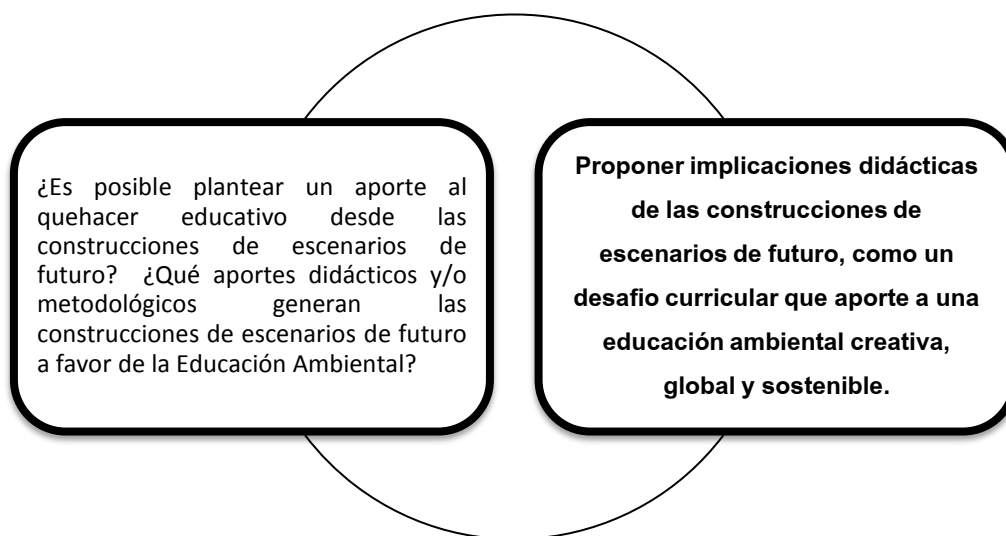 ¿Es posible plantear un aporte al
quehacer educativo desde las
construcciones de escenarios de
futuro? ¿Qué aportes didácticos y/o
metodológicos generan las
construcciones de escenarios de futuro
a favor de la Educación Ambiental?
Proponer implicaciones didácticas
de las construcciones de
escenarios de futuro, como un
desafio curricular que aporte a una
educación ambiental creativa,
global y sostenible.